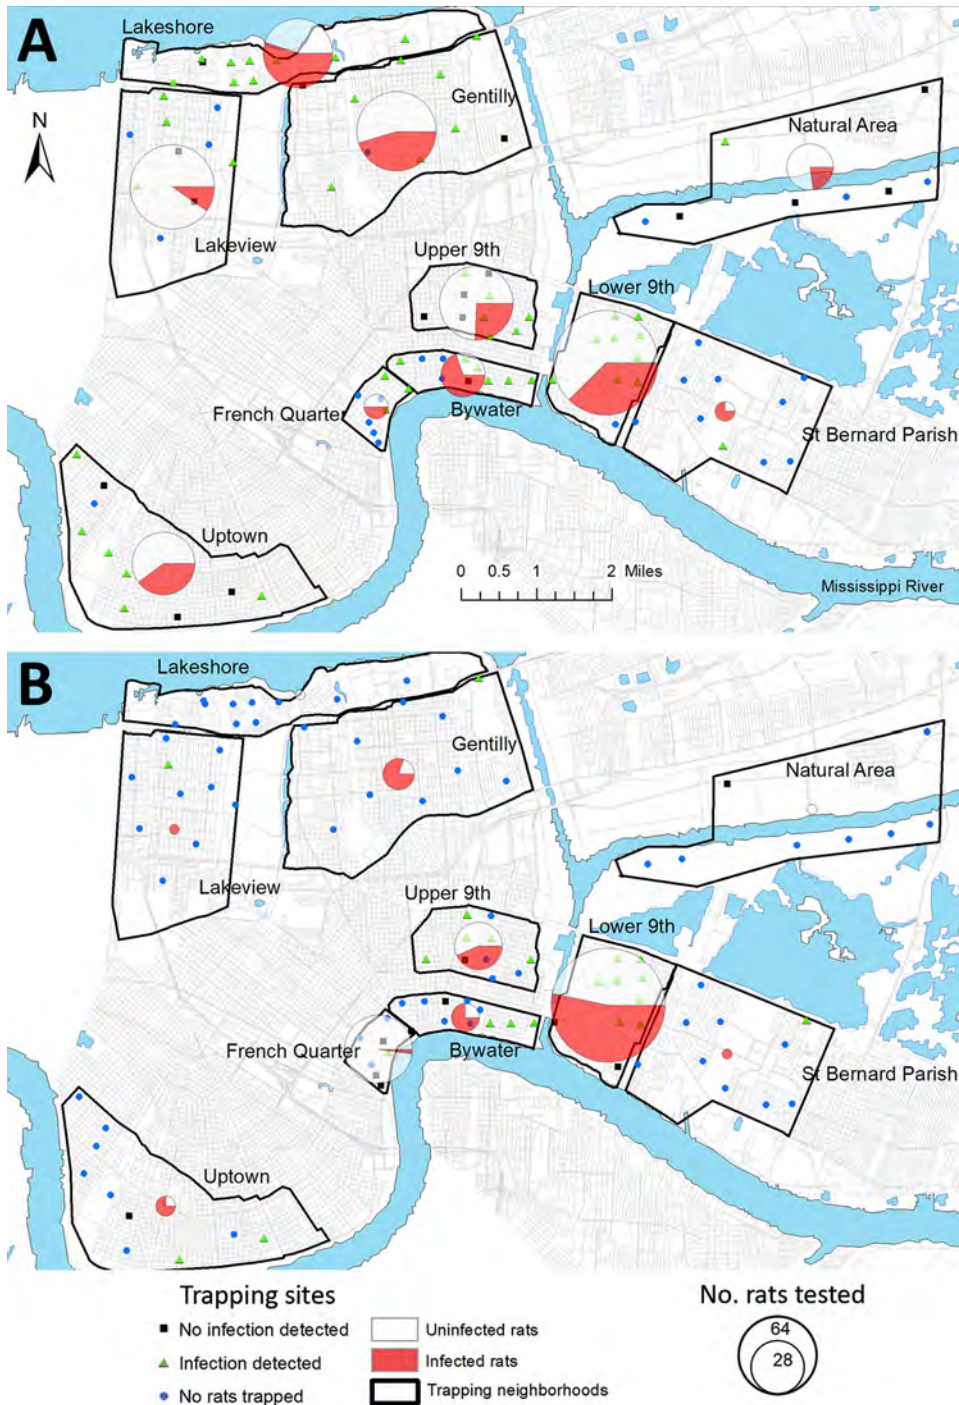 A
Lakeshore
N
Gentilly
Natural Area
Lakeview
Upper 9th
Lower 9th
French Quarter
Bywater
St Bernard Parish
Uptown
0 0.5 1 2 Miles
Mississippi River
B
Lakeshore
Gentilly
Natural Area
Lakeview
Upper 9th
Lower 9th
French Quarter
Bywater
St Bernard Parish
Uptown
Trapping sites
No infection detected
Infection detected
No rats trapped
Uninfected rats
Infected rats
Trapping neighborhoods
No. rats tested
64
28